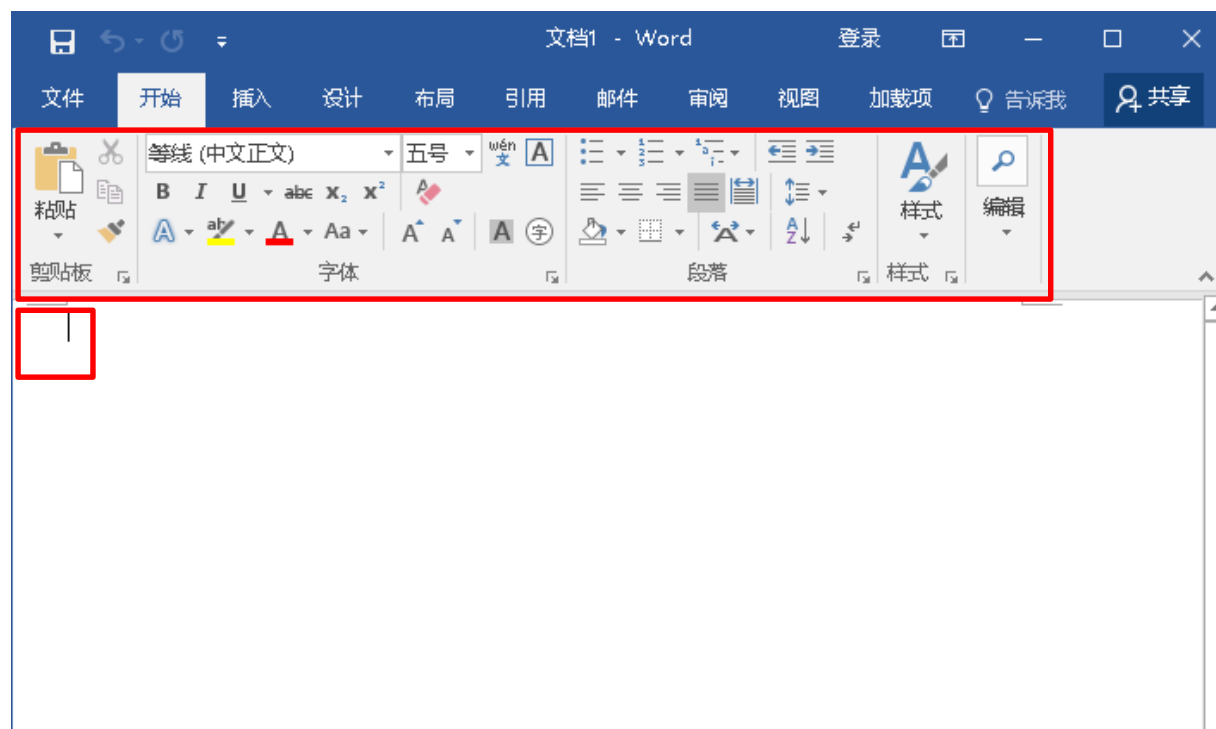 文档1 - Word 登录
文件 开始 插入 设计 布局 引用 邮件 审阅 视图 加载项 告诉我 共享
等线 (中文正文) 五号 wén 文 A
粘贴 B I U abc X₂ X² 样式 编辑
A aby A Aa A A A 字 A Z
剪贴板 字体 段落 样式